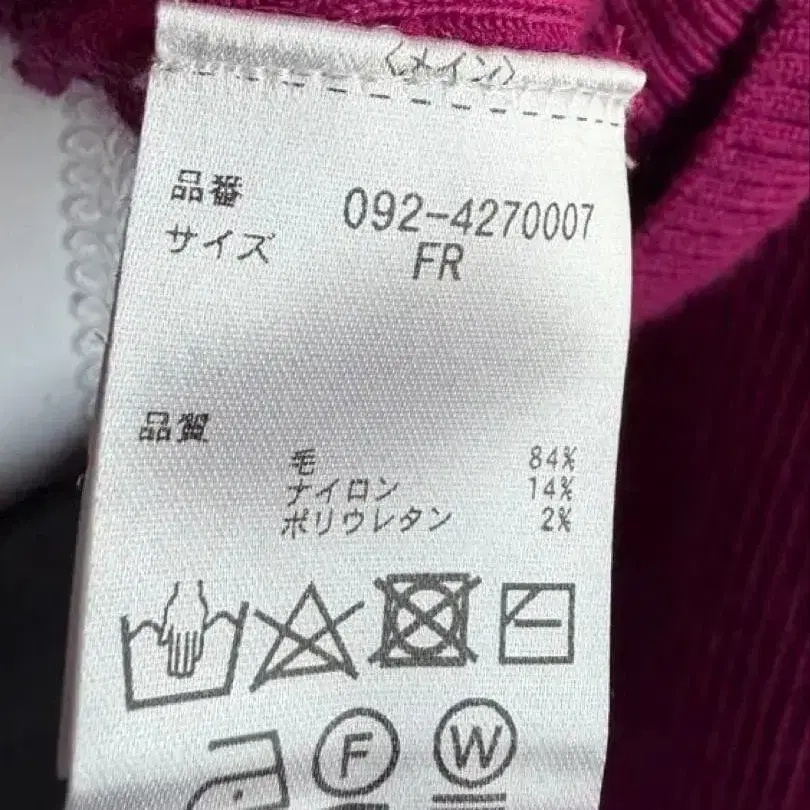 〈メイン〉
品番 092-4270007
サイズ FR
品質
毛 84%
ナイロン 14%
ポリウレタン 2%
F W